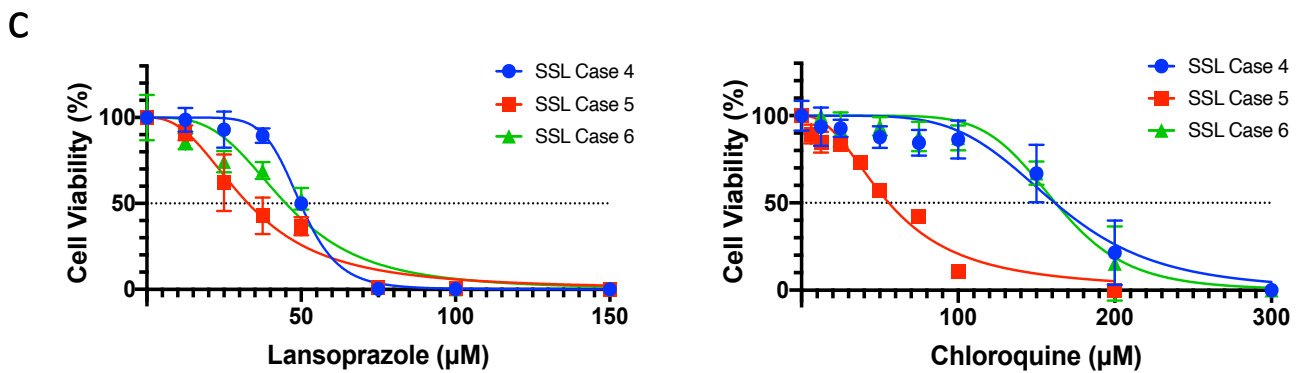 C
Cell Viability (%)
100
50
0
50
100
150
Lansoprazole (µM)
SSL Case 4
SSL Case 5
SSL Case 6
Cell Viability (%)
100
50
0
100
200
300
Chloroquine (µM)
SSL Case 4
SSL Case 5
SSL Case 6